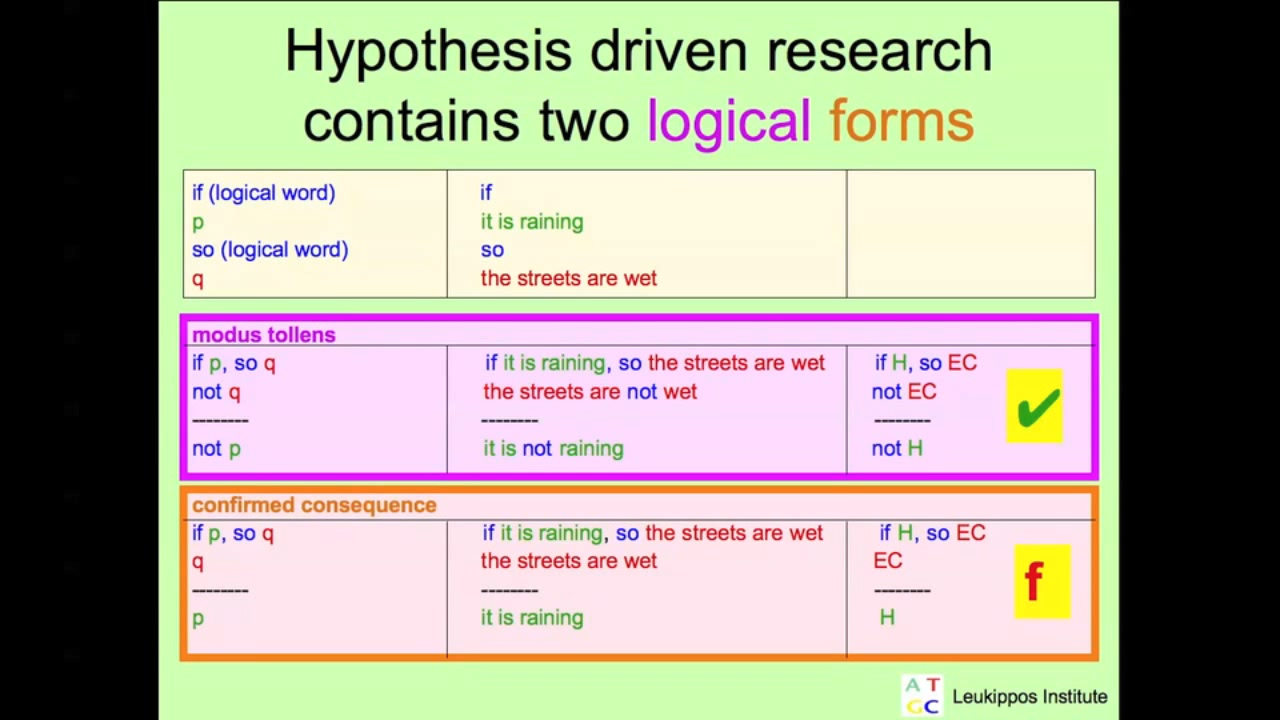 Hypothesis driven research
contains two logical forms
if (logical word)
p
so (logical word)
q
if
it is raining
so
the streets are wet
modus tollens
if p, so q
not q
--------
not p
if it is raining, so the streets are wet
the streets are not wet
--------
it is not raining
if H, so EC
not EC
--------
not H
✔
confirmed consequence
if p, so q
q
--------
p
if it is raining, so the streets are wet
the streets are wet
--------
it is raining
if H, so EC
EC
--------
H
f
A T
G C
Leukippos Institute